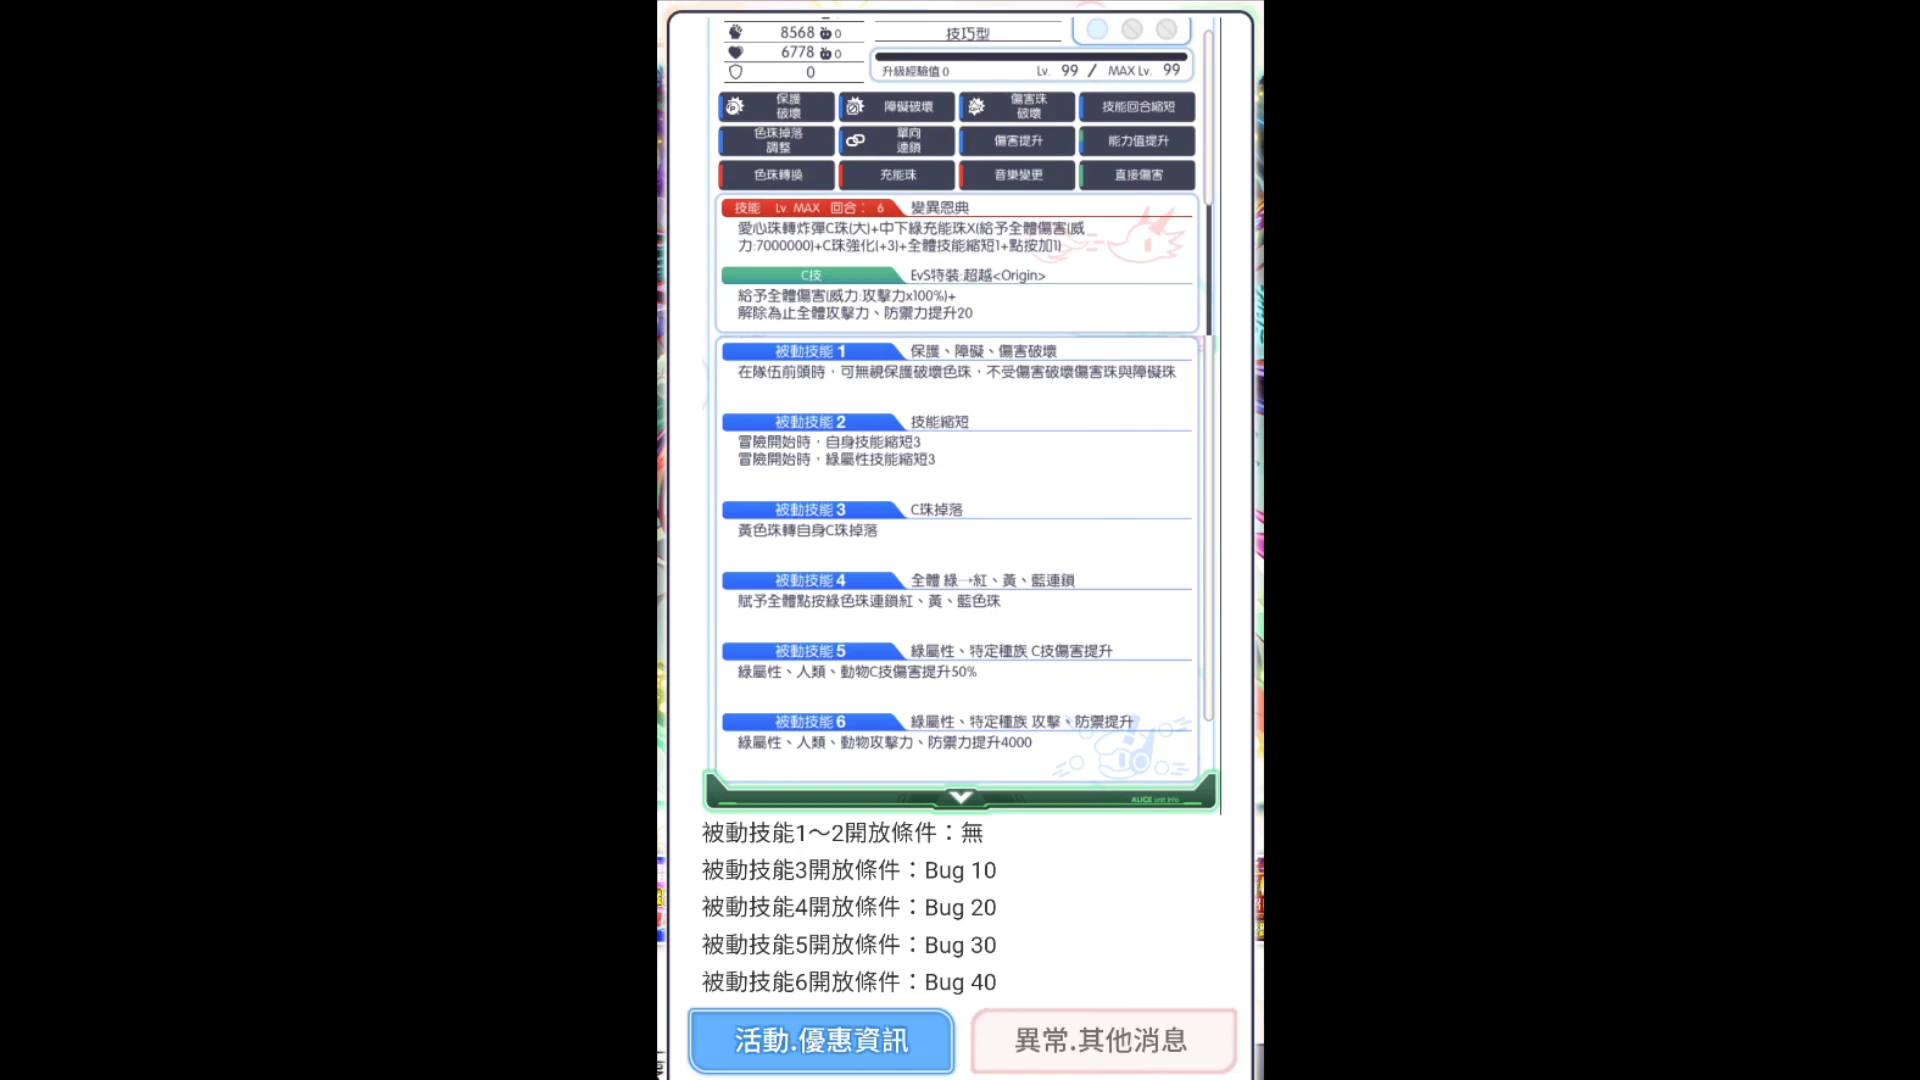 8568 0
技巧型
6778 0
0
升級經驗值 0 Lv. 99 / MAX Lv. 99
保護
破壞
障礙破壞
傷害珠
破壞
技能回合縮短
色珠掉落
調整
單向
連鎖
傷害提升
能力值提升
色珠轉換
充能珠
音樂變更
直接傷害
技能 Lv. MAX 回合： 6 變異恩典
愛心珠轉炸彈C珠(大)+中下綠充能珠X(給予全體傷害(威
力:7000000)+C珠強化(+3)+全體技能縮短1+點按加1)
C技 EvS特裝:超越<Origin>
給予全體傷害(威力:攻擊力x100%)+
解除為止全體攻擊力、防禦力提升20
被動技能 1 保護、障礙、傷害破壞
在隊伍前頭時，可無視保護破壞色珠，不受傷害破壞傷害珠與障礙珠
被動技能 2 技能縮短
冒險開始時，自身技能縮短3
冒險開始時，綠屬性技能縮短3
被動技能 3 C珠掉落
黃色珠轉自身C珠掉落
被動技能 4 全體 綠→紅、黃、藍連鎖
賦予全體點按綠色珠連鎖紅、黃、藍色珠
被動技能 5 綠屬性、特定種族 C技傷害提升
綠屬性、人類、動物C技傷害提升50%
被動技能 6 綠屬性、特定種族 攻擊、防禦提升
綠屬性、人類、動物攻擊力、防禦力提升4000
ALICE unit info.
被動技能1～2開放條件：無
被動技能3開放條件：Bug 10
被動技能4開放條件：Bug 20
被動技能5開放條件：Bug 30
被動技能6開放條件：Bug 40
活動.優惠資訊
異常.其他消息